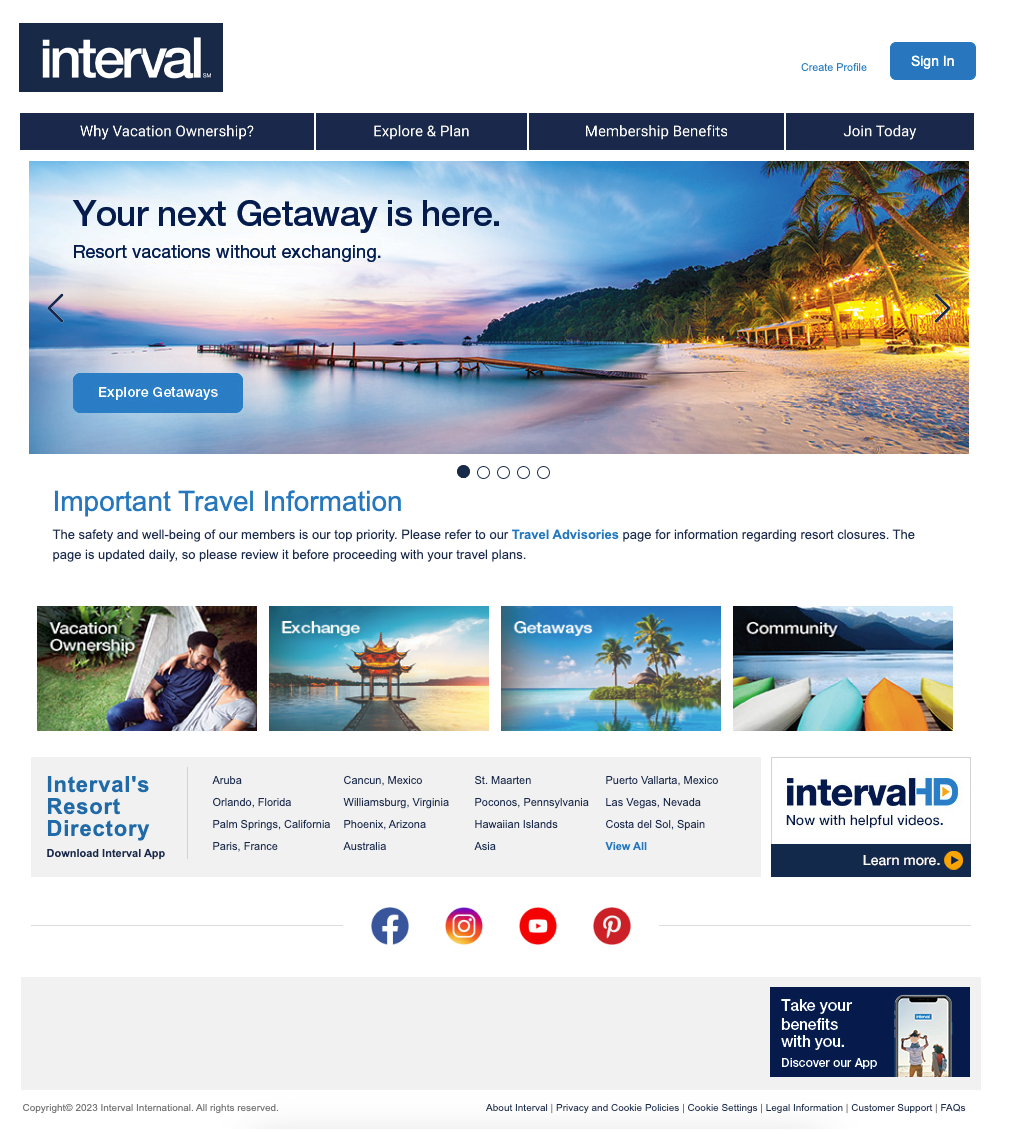 interval SM
Create Profile
Sign In
Why Vacation Ownership?
Explore & Plan
Membership Benefits
Join Today
Your next Getaway is here.
Resort vacations without exchanging.
Explore Getaways
Important Travel Information
The safety and well-being of our members is our top priority. Please refer to our Travel Advisories page for information regarding resort closures. The
page is updated daily, so please review it before proceeding with your travel plans.
Vacation
Ownership
Exchange
Getaways
Community
Interval's
Resort
Directory
Download Interval App
Aruba
Cancun, Mexico
St. Maarten
Puerto Vallarta, Mexico
Orlando, Florida
Williamsburg, Virginia
Poconos, Pennsylvania
Las Vegas, Nevada
Palm Springs, California
Phoenix, Arizona
Hawaiian Islands
Costa del Sol, Spain
Paris, France
Australia
Asia
View All
intervalHD
Now with helpful videos.
Learn more.
Take your
benefits
with you.
Discover our App
interval
Copyright© 2023 Interval International. All rights reserved.
About Interval | Privacy and Cookie Policies | Cookie Settings | Legal Information | Customer Support | FAQs